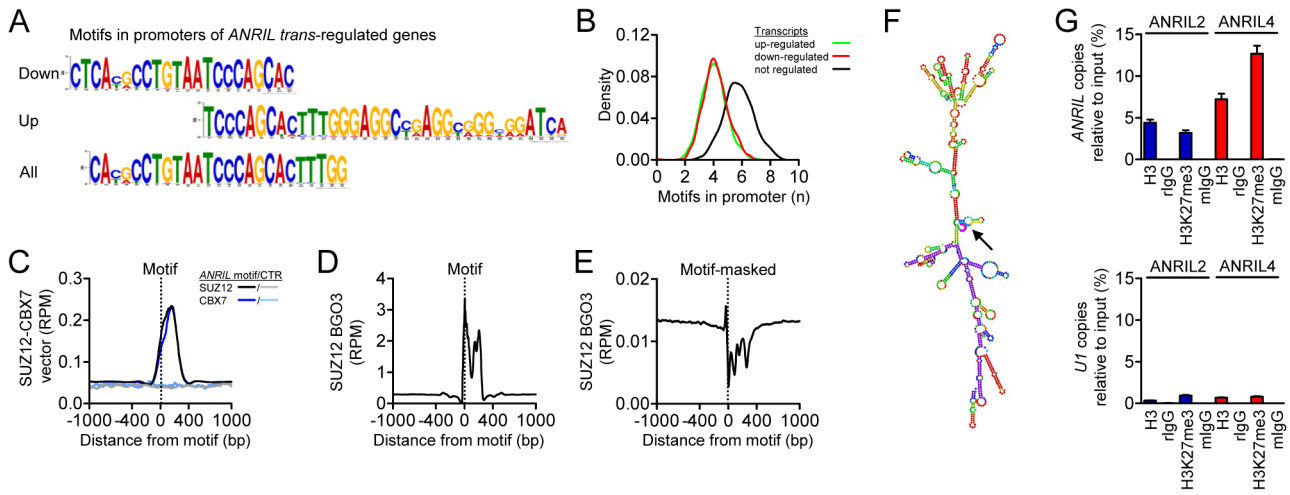 A
Motifs in promoters of ANRIL trans-regulated genes
Down
CTCACGCCTGTAATCCCAGCAC
Up
TCCCAGCACTTTGGGAGGCCGAGGCGGGCGGATCA
All
CACGCCTGTAATCCCAGCACTTTGG
B
Transcripts
up-regulated
down-regulated
not regulated
Density
0.12
0.08
0.04
0.00
0 2 4 6 8 10
Motifs in promoter (n)
C
Motif
ANRIL motif/CTR
SUZ12 /
CBX7 /
SUZ12-CBX7
vector (RPM)
0.3
0.2
0.1
0.0
-1000 -400 0 400 1000
Distance from motif (bp)
D
Motif
SUZ12 BGO3
(RPM)
4
3
2
1
0
-1000 -400 0 400 1000
Distance from motif (bp)
E
Motif-masked
SUZ12 BGO3
(RPM)
0.02
0.01
0.00
-1000 -400 0 400 1000
Distance from motif (bp)
F
G
ANRIL2 ANRIL4
ANRIL copies
relative to input (%)
15
10
5
0
H3 rIgG H3K27me3 mIgG H3 rIgG H3K27me3 mIgG
ANRIL2 ANRIL4
U1 copies
relative to input (%)
15
10
5
0
H3 rIgG H3K27me3 mIgG H3 rIgG H3K27me3 mIgG